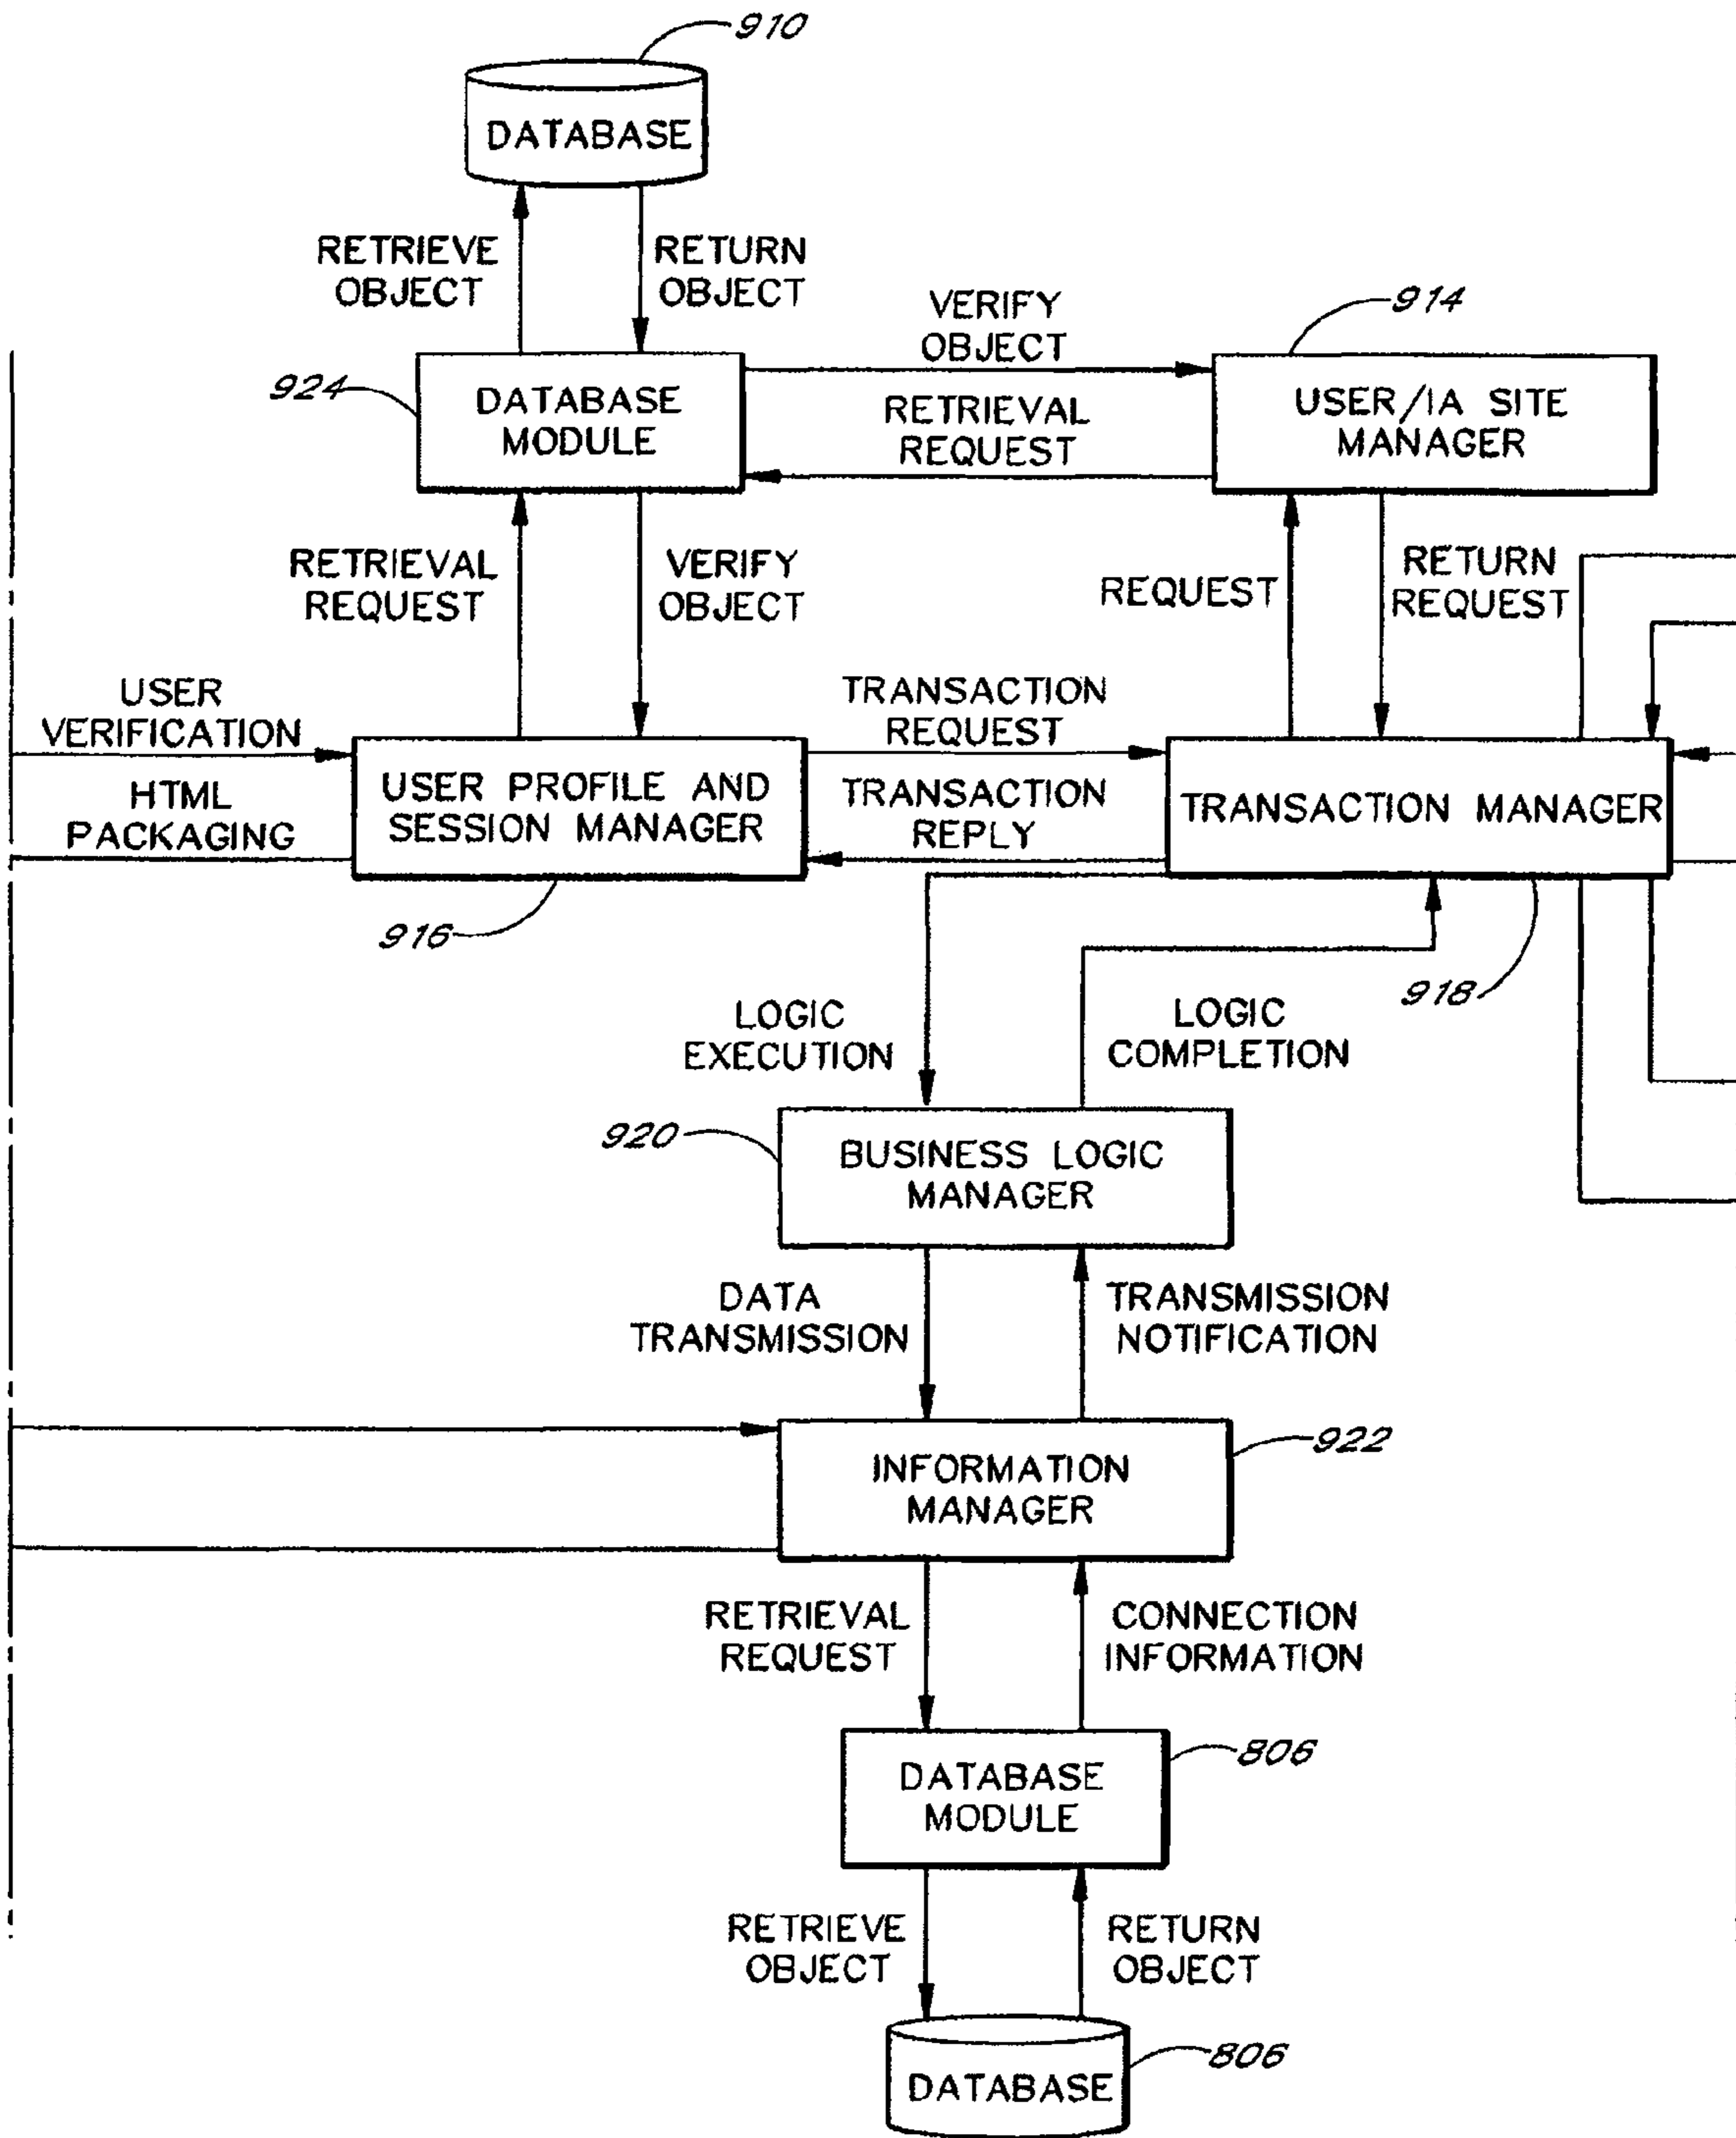 910
DATABASE
RETRIEVE
OBJECT
RETURN
OBJECT
VERIFY
OBJECT
914
924
DATABASE
MODULE
RETRIEVAL
REQUEST
USER/IA SITE
MANAGER
RETRIEVAL
REQUEST
VERIFY
OBJECT
REQUEST
RETURN
REQUEST
USER
VERIFICATION
TRANSACTION
REQUEST
HTML
PACKAGING
USER PROFILE AND
SESSION MANAGER
TRANSACTION
REPLY
TRANSACTION MANAGER
916
918
LOGIC
EXECUTION
LOGIC
COMPLETION
920
BUSINESS LOGIC
MANAGER
DATA
TRANSMISSION
TRANSMISSION
NOTIFICATION
922
INFORMATION
MANAGER
RETRIEVAL
REQUEST
CONNECTION
INFORMATION
806
DATABASE
MODULE
RETRIEVE
OBJECT
RETURN
OBJECT
806
DATABASE